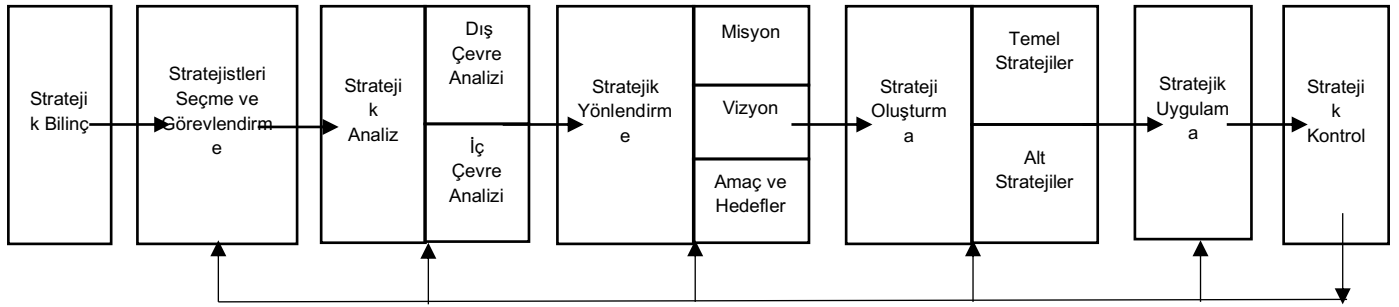 Strateji
k Bilinç
Stratejistleri
Seçme ve
Görevlendirm
e
Strateji
k
Analiz
Dış
Çevre
Analizi
İç
Çevre
Analizi
Stratejik
Yönlendirm
e
Misyon
Vizyon
Amaç ve
Hedefler
Strateji
Oluşturm
a
Temel
Stratejiler
Alt
Stratejiler
Stratejik
Uygulam
a
Strateji
k
Kontrol